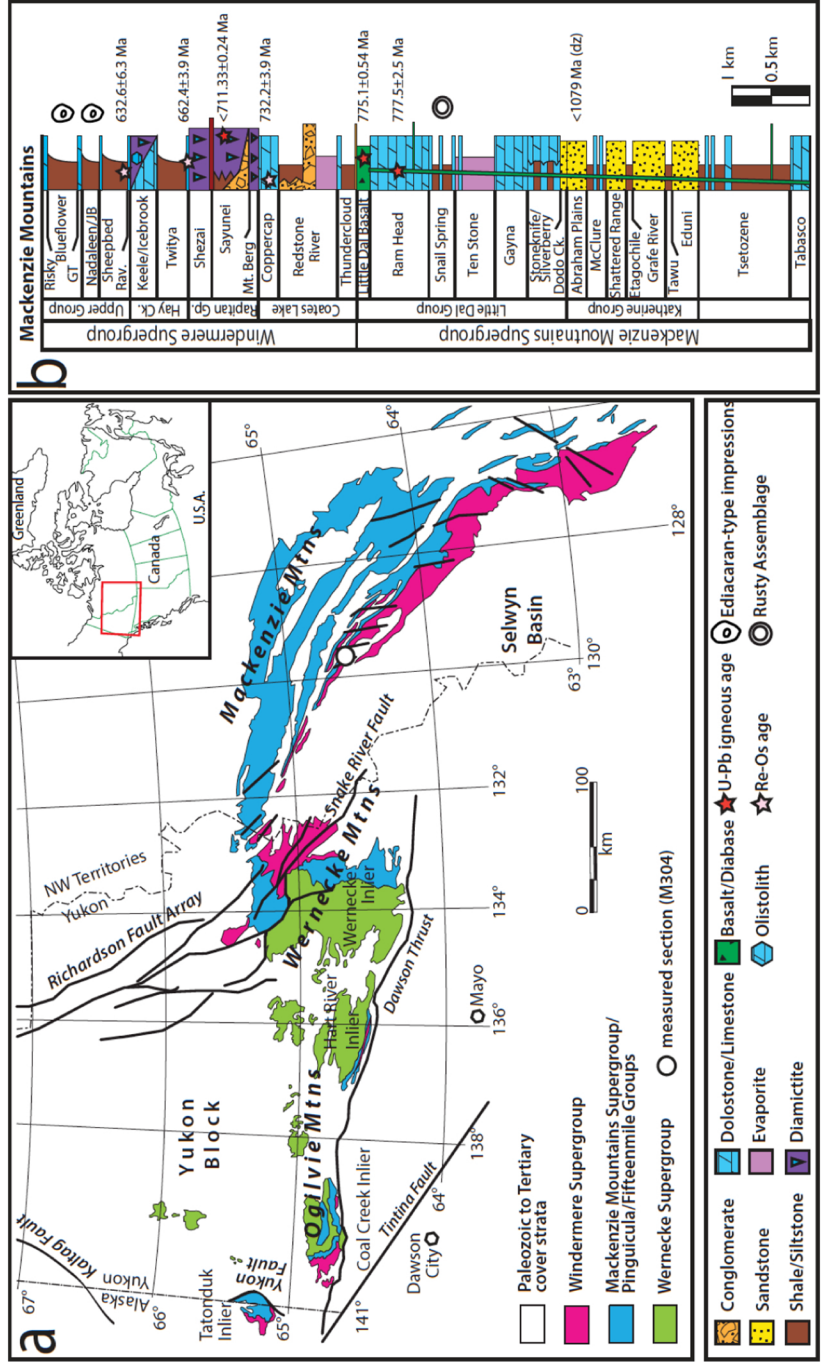 a
67°
Kaltag Fault
Alaska
Yukon
66°
Tatonduk
Inlier
Yukon
Fault
65°
141°
Yukon
Block
Ogilvie Mtns
Coal Creek Inlier
Tintina Fault
Dawson
City
64°
138°
Richardson Fault Array
NW Territories
Yukon
Wernecke Mtns
Hart River
Inlier
Wernecke
Inlier
Dawson Thrust
Mayo
136°
134°
Snake River Fault
132°
Mackenzie Mtns
65°
64°
Selwyn
Basin
63°
130°
128°
0
100
km
Greenland
Canada
U.S.A.
Paleozoic to Tertiary
cover strata
Windermere Supergroup
Mackenzie Mountains Supergroup/
Pinguicula/Fifteenmile Groups
Wernecke Supergroup
measured section (M304)
Conglomerate
Sandstone
Shale/Siltstone
Dolostone/Limestone
Evaporite
Diamictite
Basalt/Diabase
Olistolith
U-Pb igneous age
Re-Os age
Ediacaran-type impressions
Rusty Assemblage
b
Mackenzie Mountains
Windermere Supergroup
Mackenzie Moutnains Supergroup
Upper Group
Hay Ck.
Rapitan Gp.
Coates Lake
Little Dal Group
Katherine Group
Risky
Blueflower
GT
Nadaleen/JB
Sheepbed
Rav.
Keele/Icebrook
Twitya
Shezai
Sayunei
Mt. Berg
Coppercap
Redstone
River
Thundercloud
Little Dal Basalt
Ram Head
Snail Spring
Ten Stone
Gayna
Stoneknife/
Silverberry
Dodo Ck.
Abraham Plains
McClure
Shattered Range
Etagochile
Grafe River
Tawu
Eduni
Tsetozene
Tabasco
632.6±6.3 Ma
662.4±3.9 Ma
<711.33±0.24 Ma
732.2±3.9 Ma
775.1±0.54 Ma
777.5±2.5 Ma
<1079 Ma (dz)
1 km
0.5 km